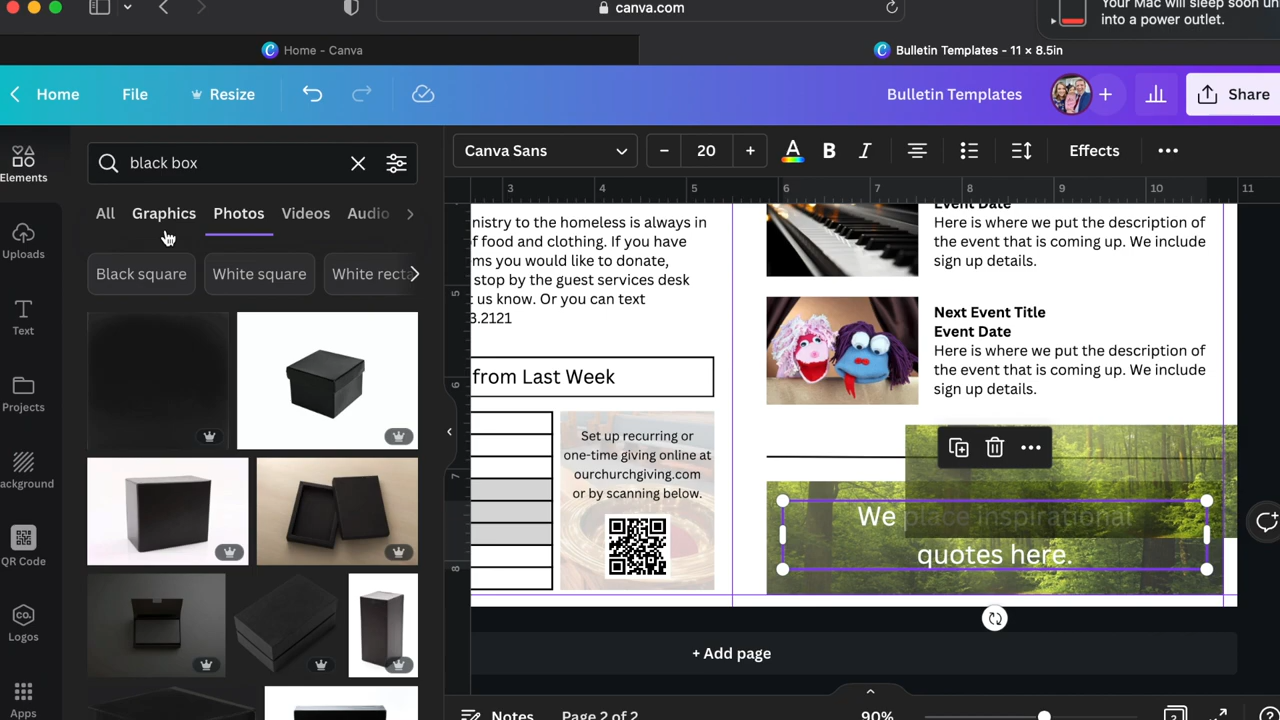 canva.com
Your Mac will sleep soon un
into a power outlet.
Home - Canva
Bulletin Templates - 11 × 8.5in
Home
File
Resize
Bulletin Templates
Share
Elements
black box
Canva Sans
20
B
I
Effects
All
Graphics
Photos
Videos
Audio
3
4
5
6
7
8
9
10
11
Uploads
Black square
White square
White recta
Text
Projects
ackground
QR Code
CO.
Logos
Apps
nistry to the homeless is always in
f food and clothing. If you have
ms you would like to donate,
stop by the guest services desk
t us know. Or you can text
3.2121
from Last Week
Set up recurring or
one-time giving online at
ourchurchgiving.com
or by scanning below.
5
6
7
8
Event Date
Here is where we put the description of
the event that is coming up. We include
sign up details.
Next Event Title
Event Date
Here is where we put the description of
the event that is coming up. We include
sign up details.
We place inspirational
quotes here.
+ Add page
Notes
Page 2 of 2
90%
2